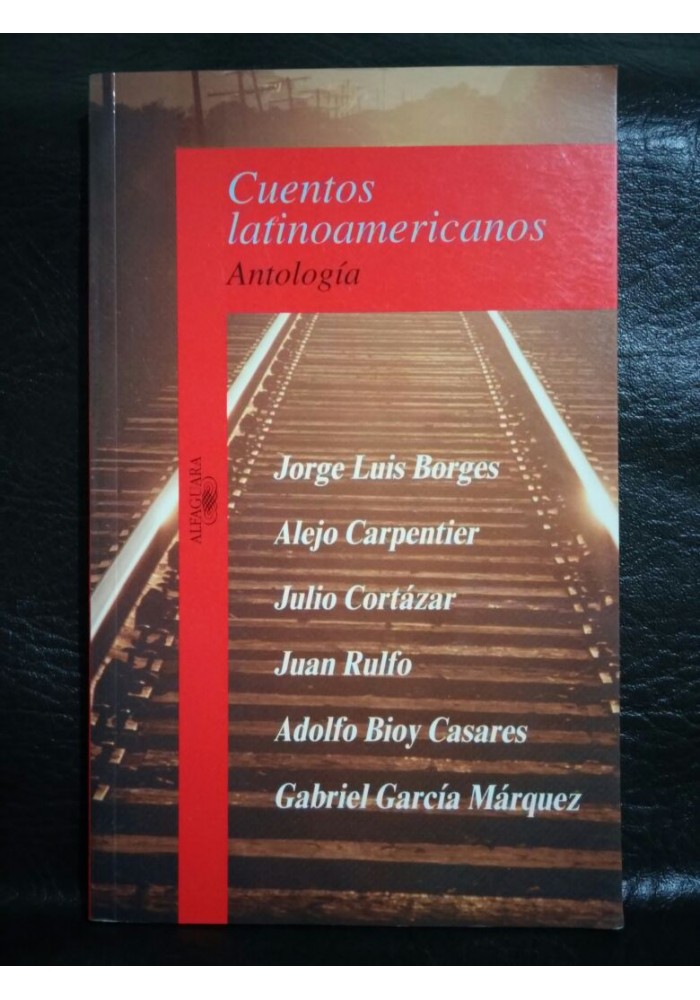 Cuentos
latinoamericanos
Antología
ALFAGUARA
Jorge Luis Borges
Alejo Carpentier
Julio Cortázar
Juan Rulfo
Adolfo Bioy Casares
Gabriel García Márquez